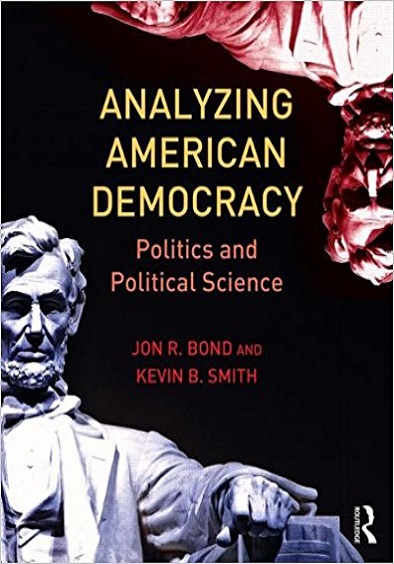 ANALYZING
AMERICAN
DEMOCRACY
Politics and
Political Science
JON R. BOND AND
KEVIN B. SMITH
ROUTLEDGE